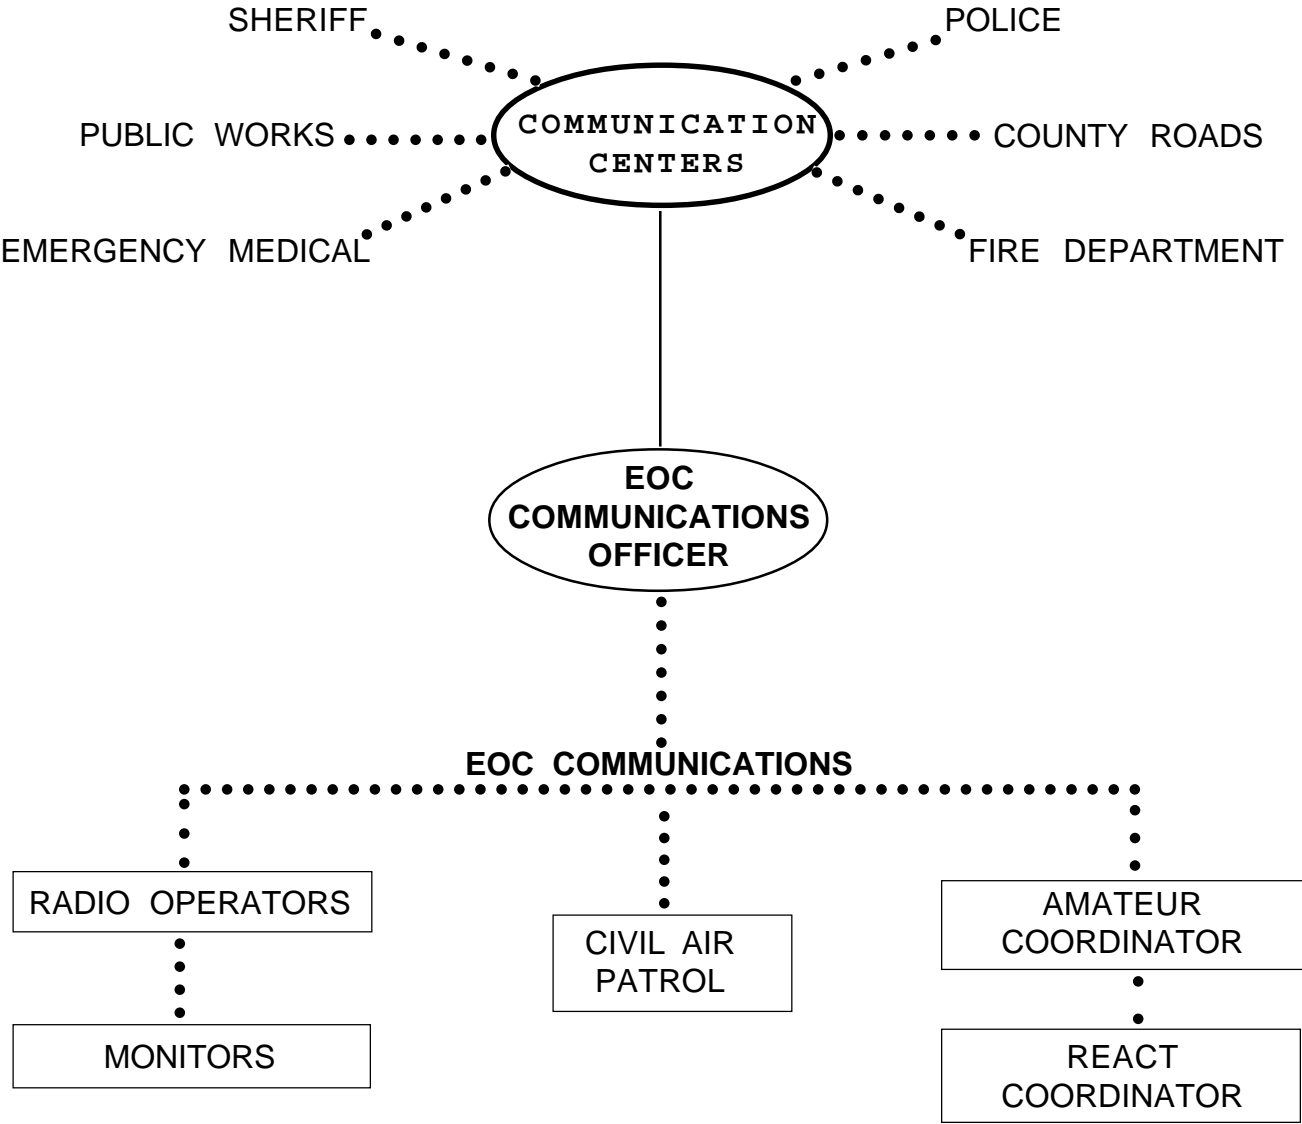 SHERIFF
POLICE
COMMUNICATION
CENTERS
PUBLIC WORKS
COUNTY ROADS
EMERGENCY MEDICAL
FIRE DEPARTMENT
EOC
COMMUNICATIONS
OFFICER
EOC COMMUNICATIONS
RADIO OPERATORS
CIVIL AIR
PATROL
AMATEUR
COORDINATOR
MONITORS
REACT
COORDINATOR